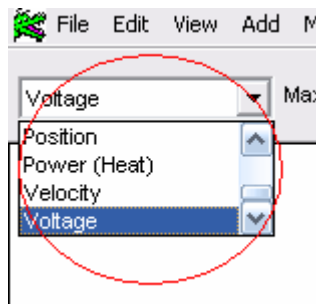 File Edit View Add
Voltage Max
Position
Power (Heat)
Velocity
Voltage